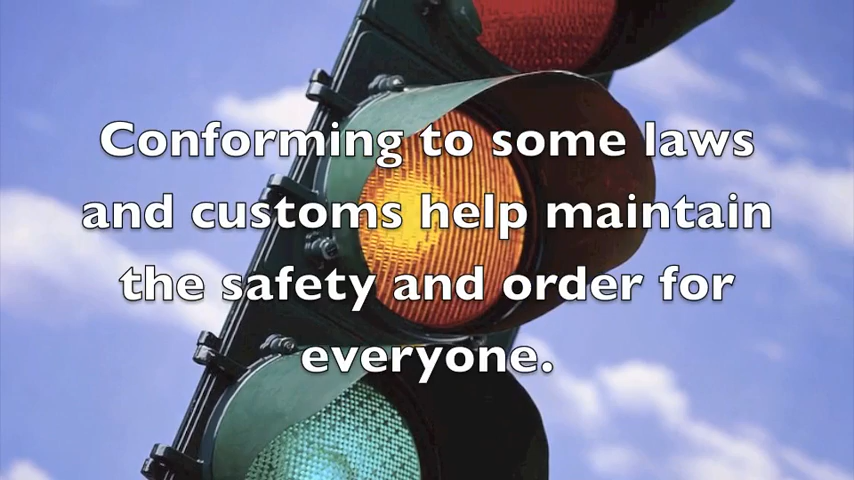 Conforming to some laws
and customs help maintain
the safety and order for
everyone.